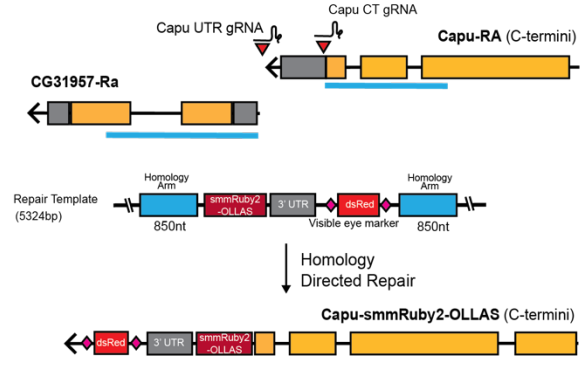 Capu UTR gRNA
Capu CT gRNA
Capu-RA (C-termini)
CG31957-Ra
Repair Template
(5324bp)
Homology
Arm
850nt
smmRuby2
-OLLAS
3' UTR
dsRed
Visible eye marker
Homology
Arm
850nt
Homology
Directed Repair
Capu-smmRuby2-OLLAS (C-termini)
dsRed
3' UTR
smmRuby2
-OLLAS